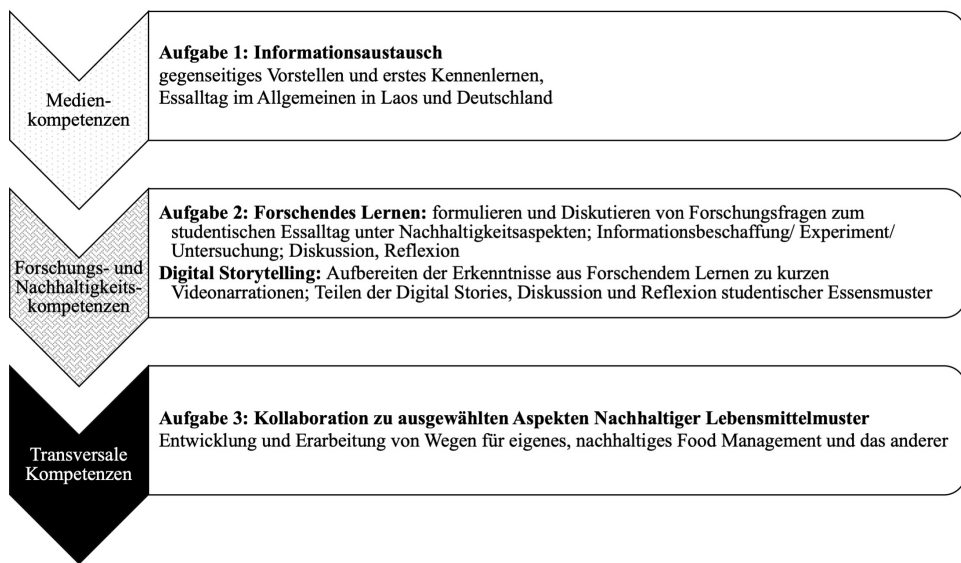 Medien-
kompetenzen
Aufgabe 1: Informationsaustausch
gegenseitiges Vorstellen und erstes Kennenlernen,
Essalltag im Allgemeinen in Laos und Deutschland
Forschungs- und
Nachhaltigkeits-
kompetenzen
Aufgabe 2: Forschendes Lernen: formulieren und Diskutieren von Forschungsfragen zum
studentischen Essalltag unter Nachhaltigkeitsaspekten; Informationsbeschaffung/ Experiment/
Untersuchung; Diskussion, Reflexion
Digital Storytelling: Aufbereiten der Erkenntnisse aus Forschendem Lernen zu kurzen
Videonarrationen; Teilen der Digital Stories, Diskussion und Reflexion studentischer Essensmuster
Transversale
Kompetenzen
Aufgabe 3: Kollaboration zu ausgewählten Aspekten Nachhaltiger Lebensmittelmuster
Entwicklung und Erarbeitung von Wegen für eigenes, nachhaltiges Food Management und das anderer